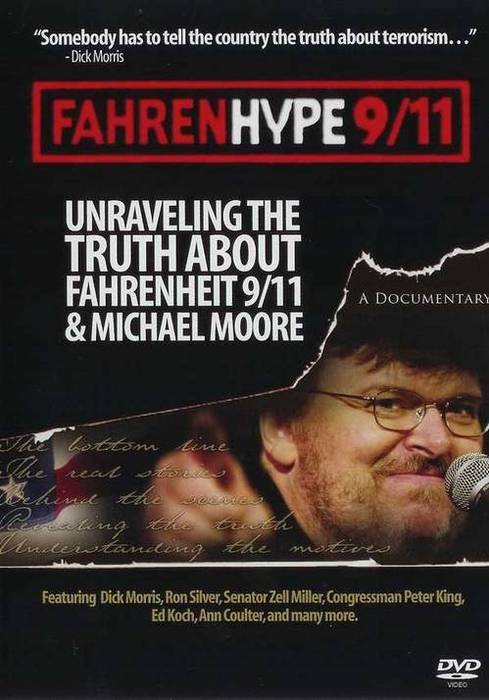 “Somebody has to tell the country the truth about terrorism...”
- Dick Morris
FAHRENHYPE 9/11
UNRAVELING THE
TRUTH ABOUT
FAHRENHEIT 9/11
& MICHAEL MOORE
A DOCUMENTARY
The bottom line
The real stories
Behind the scenes
Revealing the truth
Understanding the motives
Featuring Dick Morris, Ron Silver, Senator Zell Miller, Congressman Peter King,
Ed Koch, Ann Coulter, and many more.
DVD
VIDEO